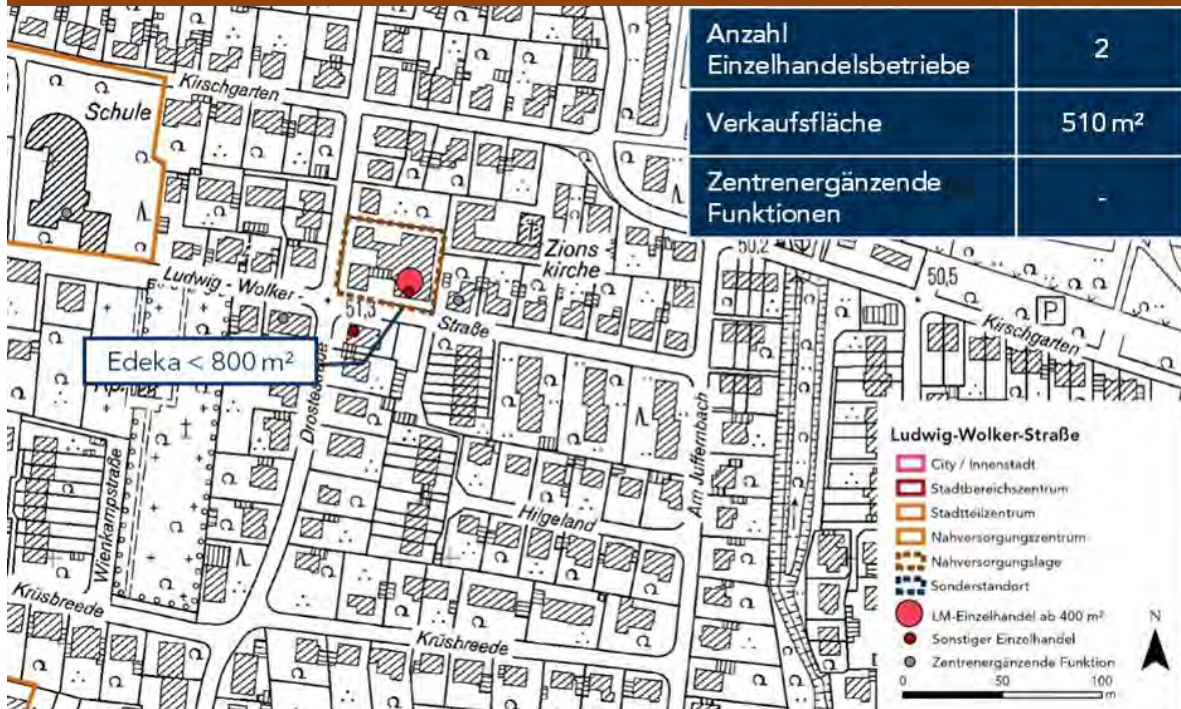 Anzahl
Einzelhandelsbetriebe
2
Verkaufsfläche
510 m²
Zentrenergänzende
Funktionen
-
Kirschgarten
Schule
Zions
kirche
50,2
50,5
P
Kirschgarten
Ludwig - Wolker
Straße
51,3
Edeka < 800 m²
Am Juffernbach
Wienkampstraße
Hilgeland
Krüsbreede
Krüsbreede
Ludwig-Wolker-Straße
City / Innenstadt
Stadtbereichszentrum
Stadtteilzentrum
Nahversorgungszentrum
Nahversorgungslage
Sonderstandort
LM-Einzelhandel ab 400 m²
Sonstiger Einzelhandel
Zentrenergänzende Funktion
N
0 50 100
m